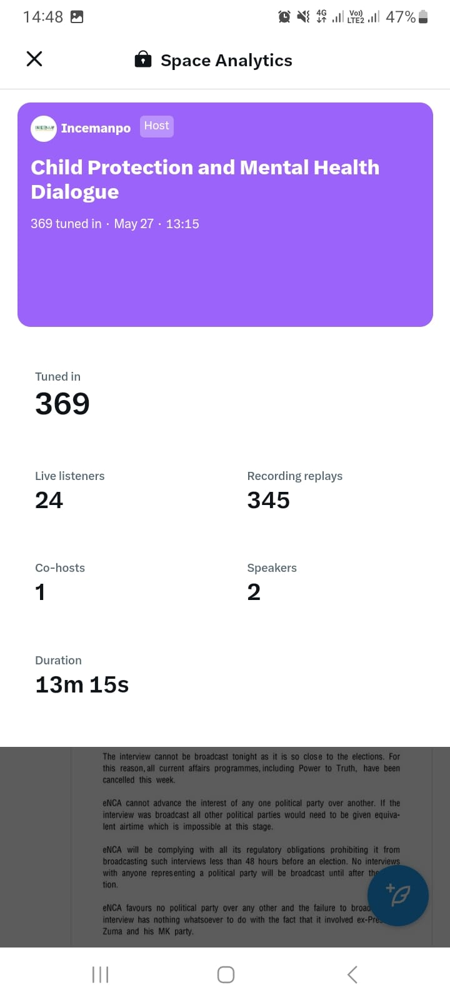 14:48
4G
Vo))
LTE2
47%
Space Analytics
Incemanpo Host
Child Protection and Mental Health
Dialogue
369 tuned in · May 27 · 13:15
Tuned in
369
Live listeners
24
Recording replays
345
Co-hosts
1
Speakers
2
Duration
13m 15s
The interview cannot be broadcast tonight as it is so close to the elections. For
this reason, all current affairs programmes, including Power to Truth, have been
cancelled this week.
eNCA cannot advance the interest of any one political party over another. If the
interview was broadcast all other political parties would need to be given equiva-
lent airtime which is impossible at this stage.
eNCA will be complying with all its regulatory obligations prohibiting it from
broadcasting such interviews less than 48 hours before an election. No interviews
with anyone representing a political party will be broadcast until after
tion.
eNCA favours no political party over any other and the failure to
interview has nothing whatsoever to do with the fact that it involved
Zuma and his MK party.